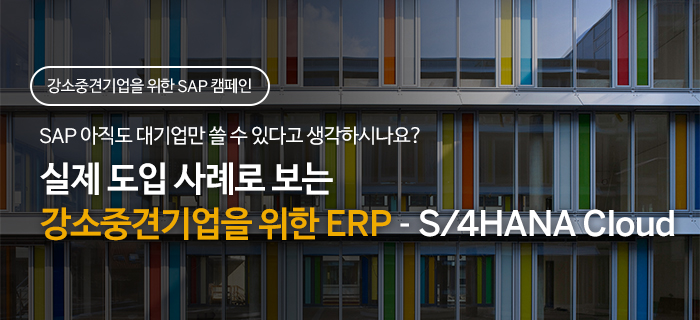 강소중견기업을 위한 SAP 캠페인
SAP 아직도 대기업만 쓸 수 있다고 생각하시나요?
실제 도입 사례로 보는
강소중견기업을 위한 ERP - S/4HANA Cloud